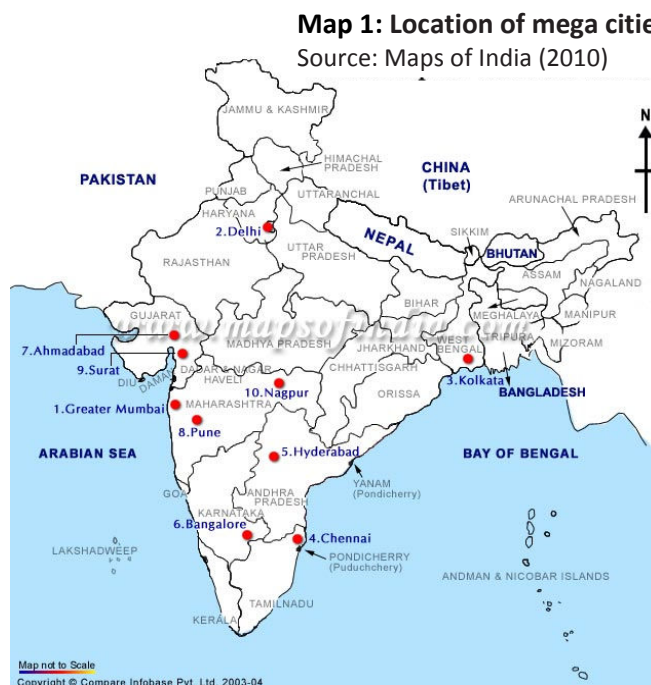 Map 1: Location of mega citie
Source: Maps of India (2010)
JAMMU & KASHMIR
N
HIMACHAL
PRADESH
CHINA
(Tibet)
PAKISTAN
PUNJAB
UTTARANCHAL
ARUNACHAL PRADESH
HARYANA
2.Delhi
NEPAL
SIKKIM
BHUTAN
UTTAR
PRADESH
RAJASTHAN
ASSAM
NAGALAND
BIHAR
MEGHALAYA
MANIPUR
GUJARAT
www.mapsofindia.com
7.Ahmadabad
MADHYA PRADESH
JHARKHAND
WEST
BENGAL
TRIPURA
MIZORAM
9.Surat
DADAR & NAGAR
HAVELI
CHHATTISGARH
3.Kolkata
DIU
DAMAN
10.Nagpur
ORISSA
BANGLADESH
1.Greater Mumbai
MAHARASHTRA
8.Pune
ARABIAN SEA
5.Hyderabad
BAY OF BENGAL
YANAM
(Pondicherry)
GOA
ANDHRA
PRADESH
KARNATAKA
6.Bangalore
4.Chennai
LAKSHADWEEP
PONDICHERRY
(Puduchchery)
ANDMAN & NICOBAR ISLANDS
TAMILNADU
KERALA
Map not to Scale
Copyright © Compare Infobase Pvt. Ltd. 2003-04